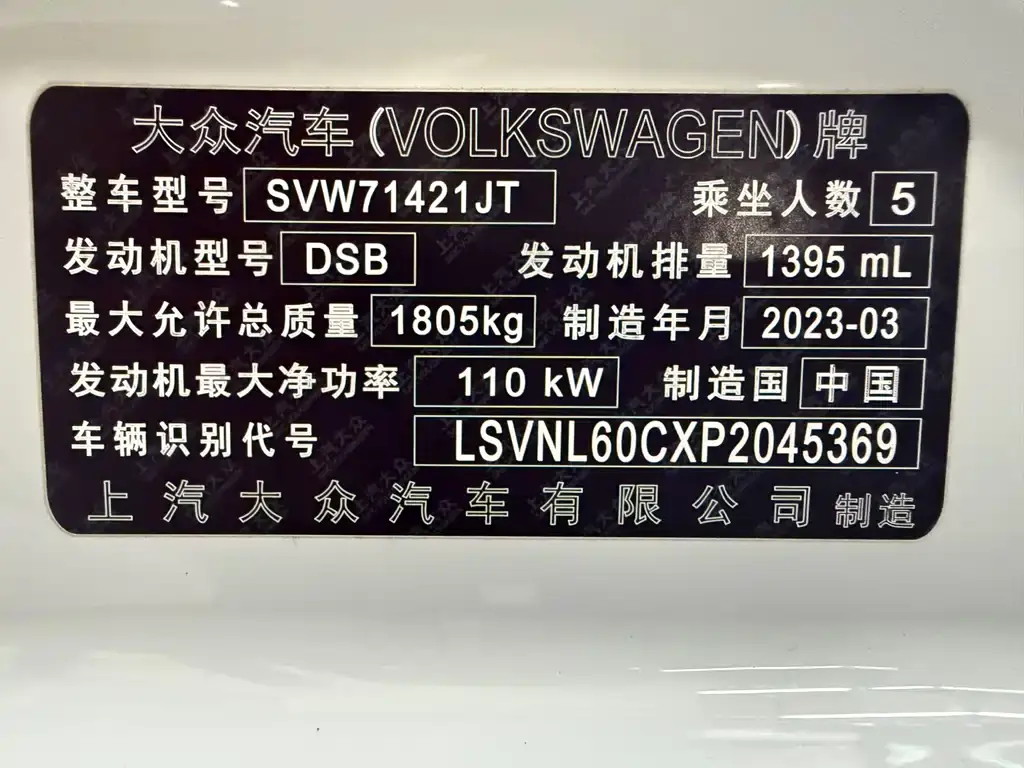 大众汽车(VOLKSWAGEN)牌
整车型号 SVW71421JT 乘坐人数 5
发动机型号 DSB 发动机排量 1395 mL
最大允许总质量 1805kg 制造年月 2023-03
发动机最大净功率 110 kW 制造国 中国
车辆识别代号 LSVNL60CXP2045369
上汽大众汽车有限公司 制造